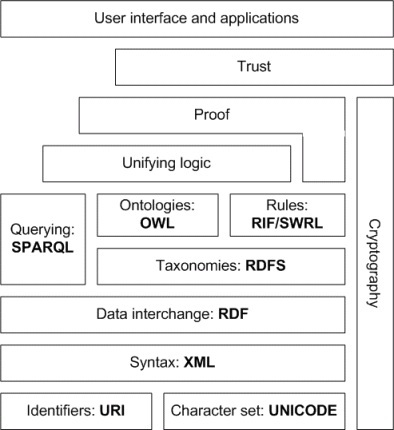 User interface and applications
Trust
Proof
Unifying logic
Querying:
SPARQL
Ontologies:
OWL
Rules:
RIF/SWRL
Taxonomies: RDFS
Data interchange: RDF
Syntax: XML
Identifiers: URI
Character set: UNICODE
Cryptography